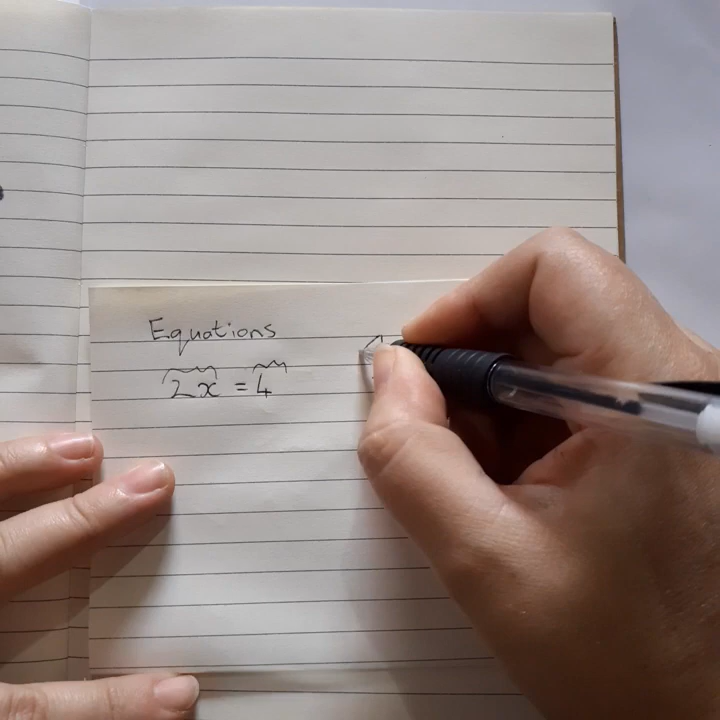 Equations
2x = 4